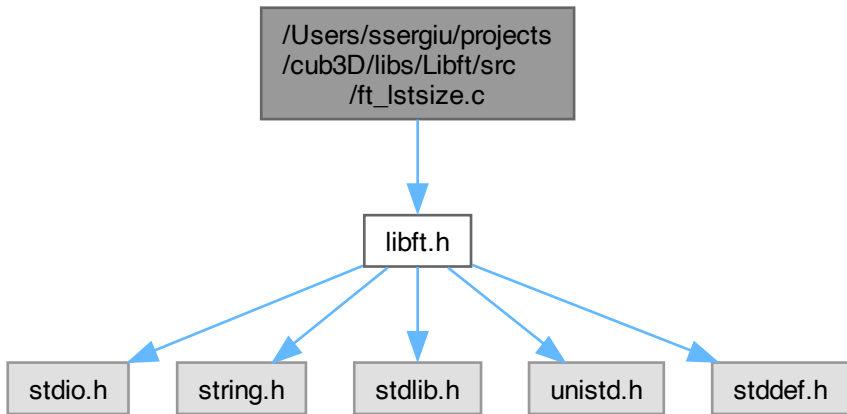 /Users/ssergiu/projects
/cub3D/libs/Libft/src
/ft_lstsize.c
libft.h
stdio.h
string.h
stdlib.h
unistd.h
stddef.h